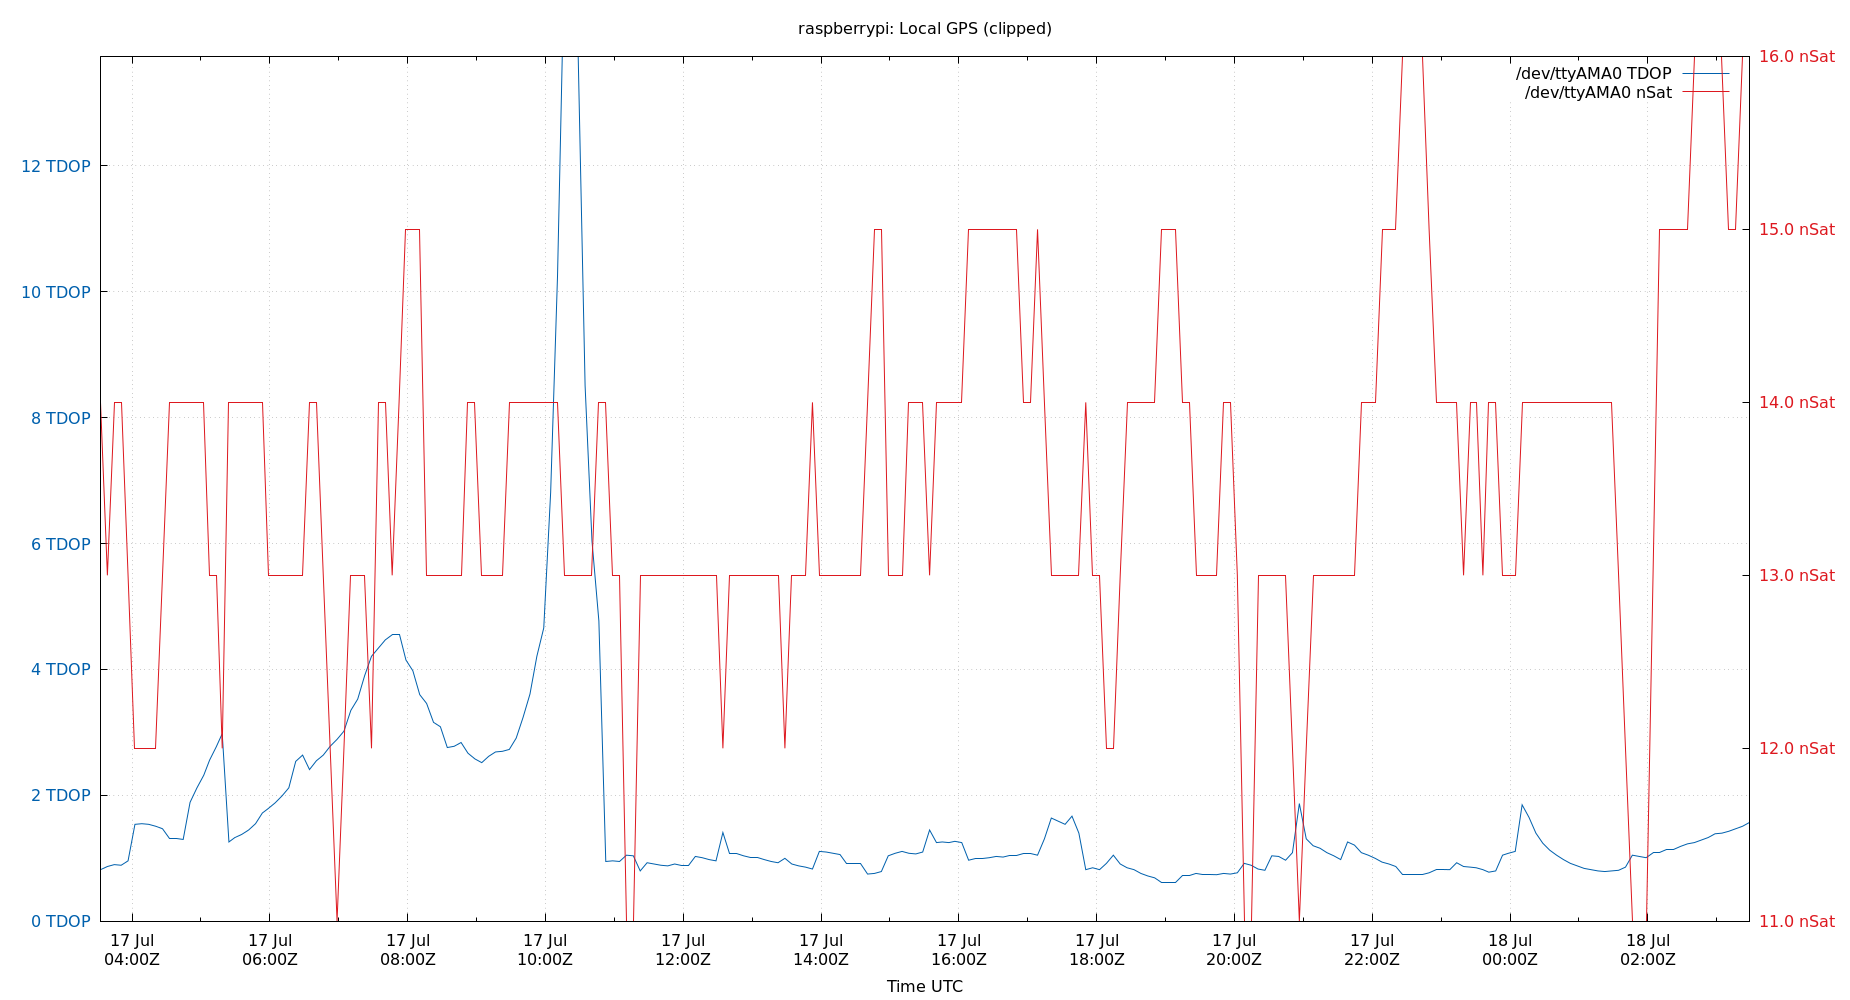 raspberrypi: Local GPS (clipped)
/dev/ttyAMA0 TDOP
/dev/ttyAMA0 nSat
12 TDOP
10 TDOP
8 TDOP
6 TDOP
4 TDOP
2 TDOP
0 TDOP
16.0 nSat
15.0 nSat
14.0 nSat
13.0 nSat
12.0 nSat
11.0 nSat
17 Jul 17 Jul 17 Jul 17 Jul 17 Jul 17 Jul 17 Jul 17 Jul 17 Jul 17 Jul 18 Jul 18 Jul
04:00Z 06:00Z 08:00Z 10:00Z 12:00Z 14:00Z 16:00Z 18:00Z 20:00Z 22:00Z 00:00Z 02:00Z
Time UTC